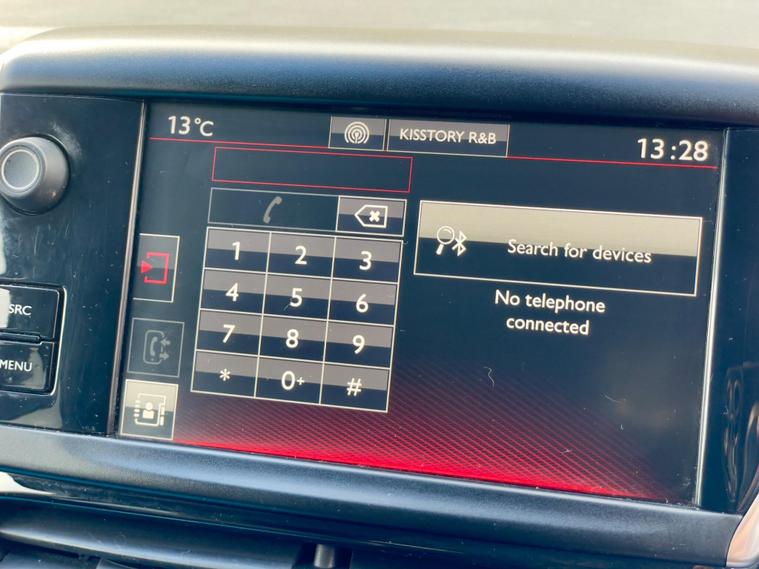 13°C
KISSTORY R&B
13:28
Search for devices
No telephone
connected
1 2 3
4 5 6
7 8 9
* 0+ #
SRC
MENU